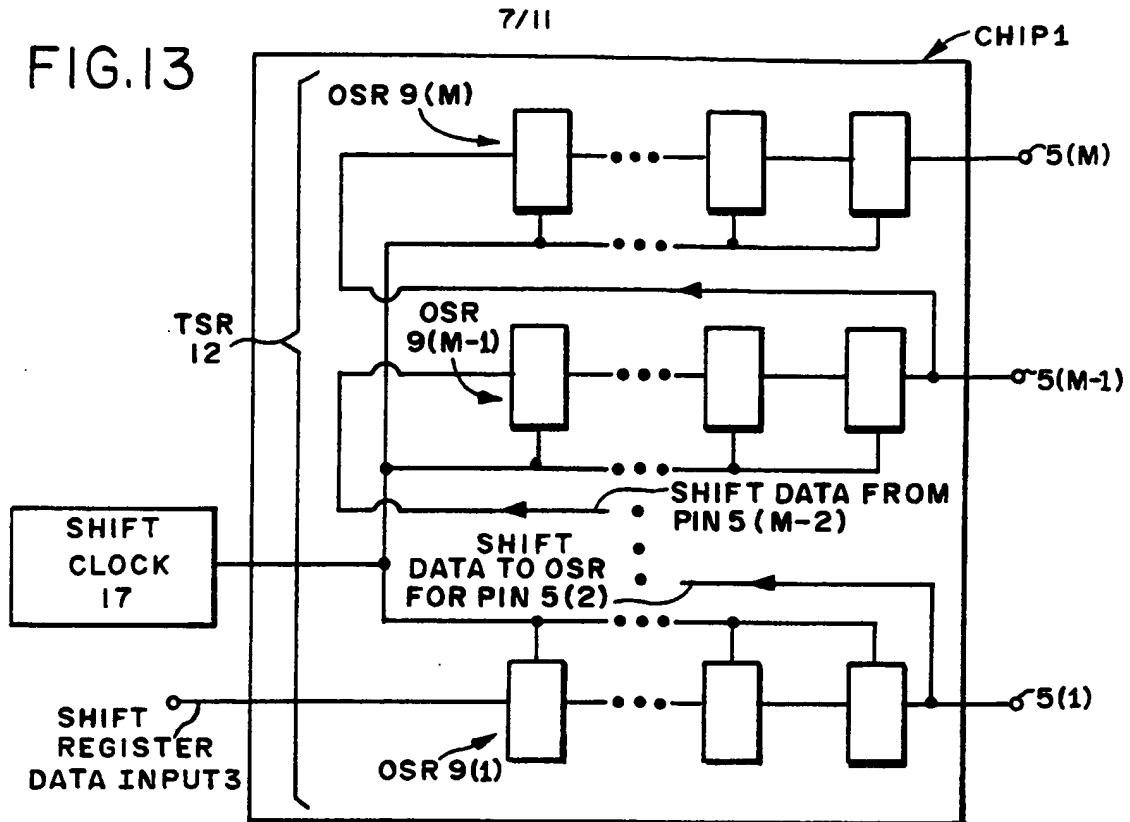 7/11
FIG.13
CHIP1
OSR 9(M)
5(M)
TSR
12
OSR
9(M-1)
5(M-1)
SHIFT DATA FROM
PIN 5(M-2)
SHIFT
CLOCK
17
SHIFT
DATA TO OSR
FOR PIN 5(2)
5(1)
SHIFT
REGISTER
DATA INPUT3
OSR 9(1)